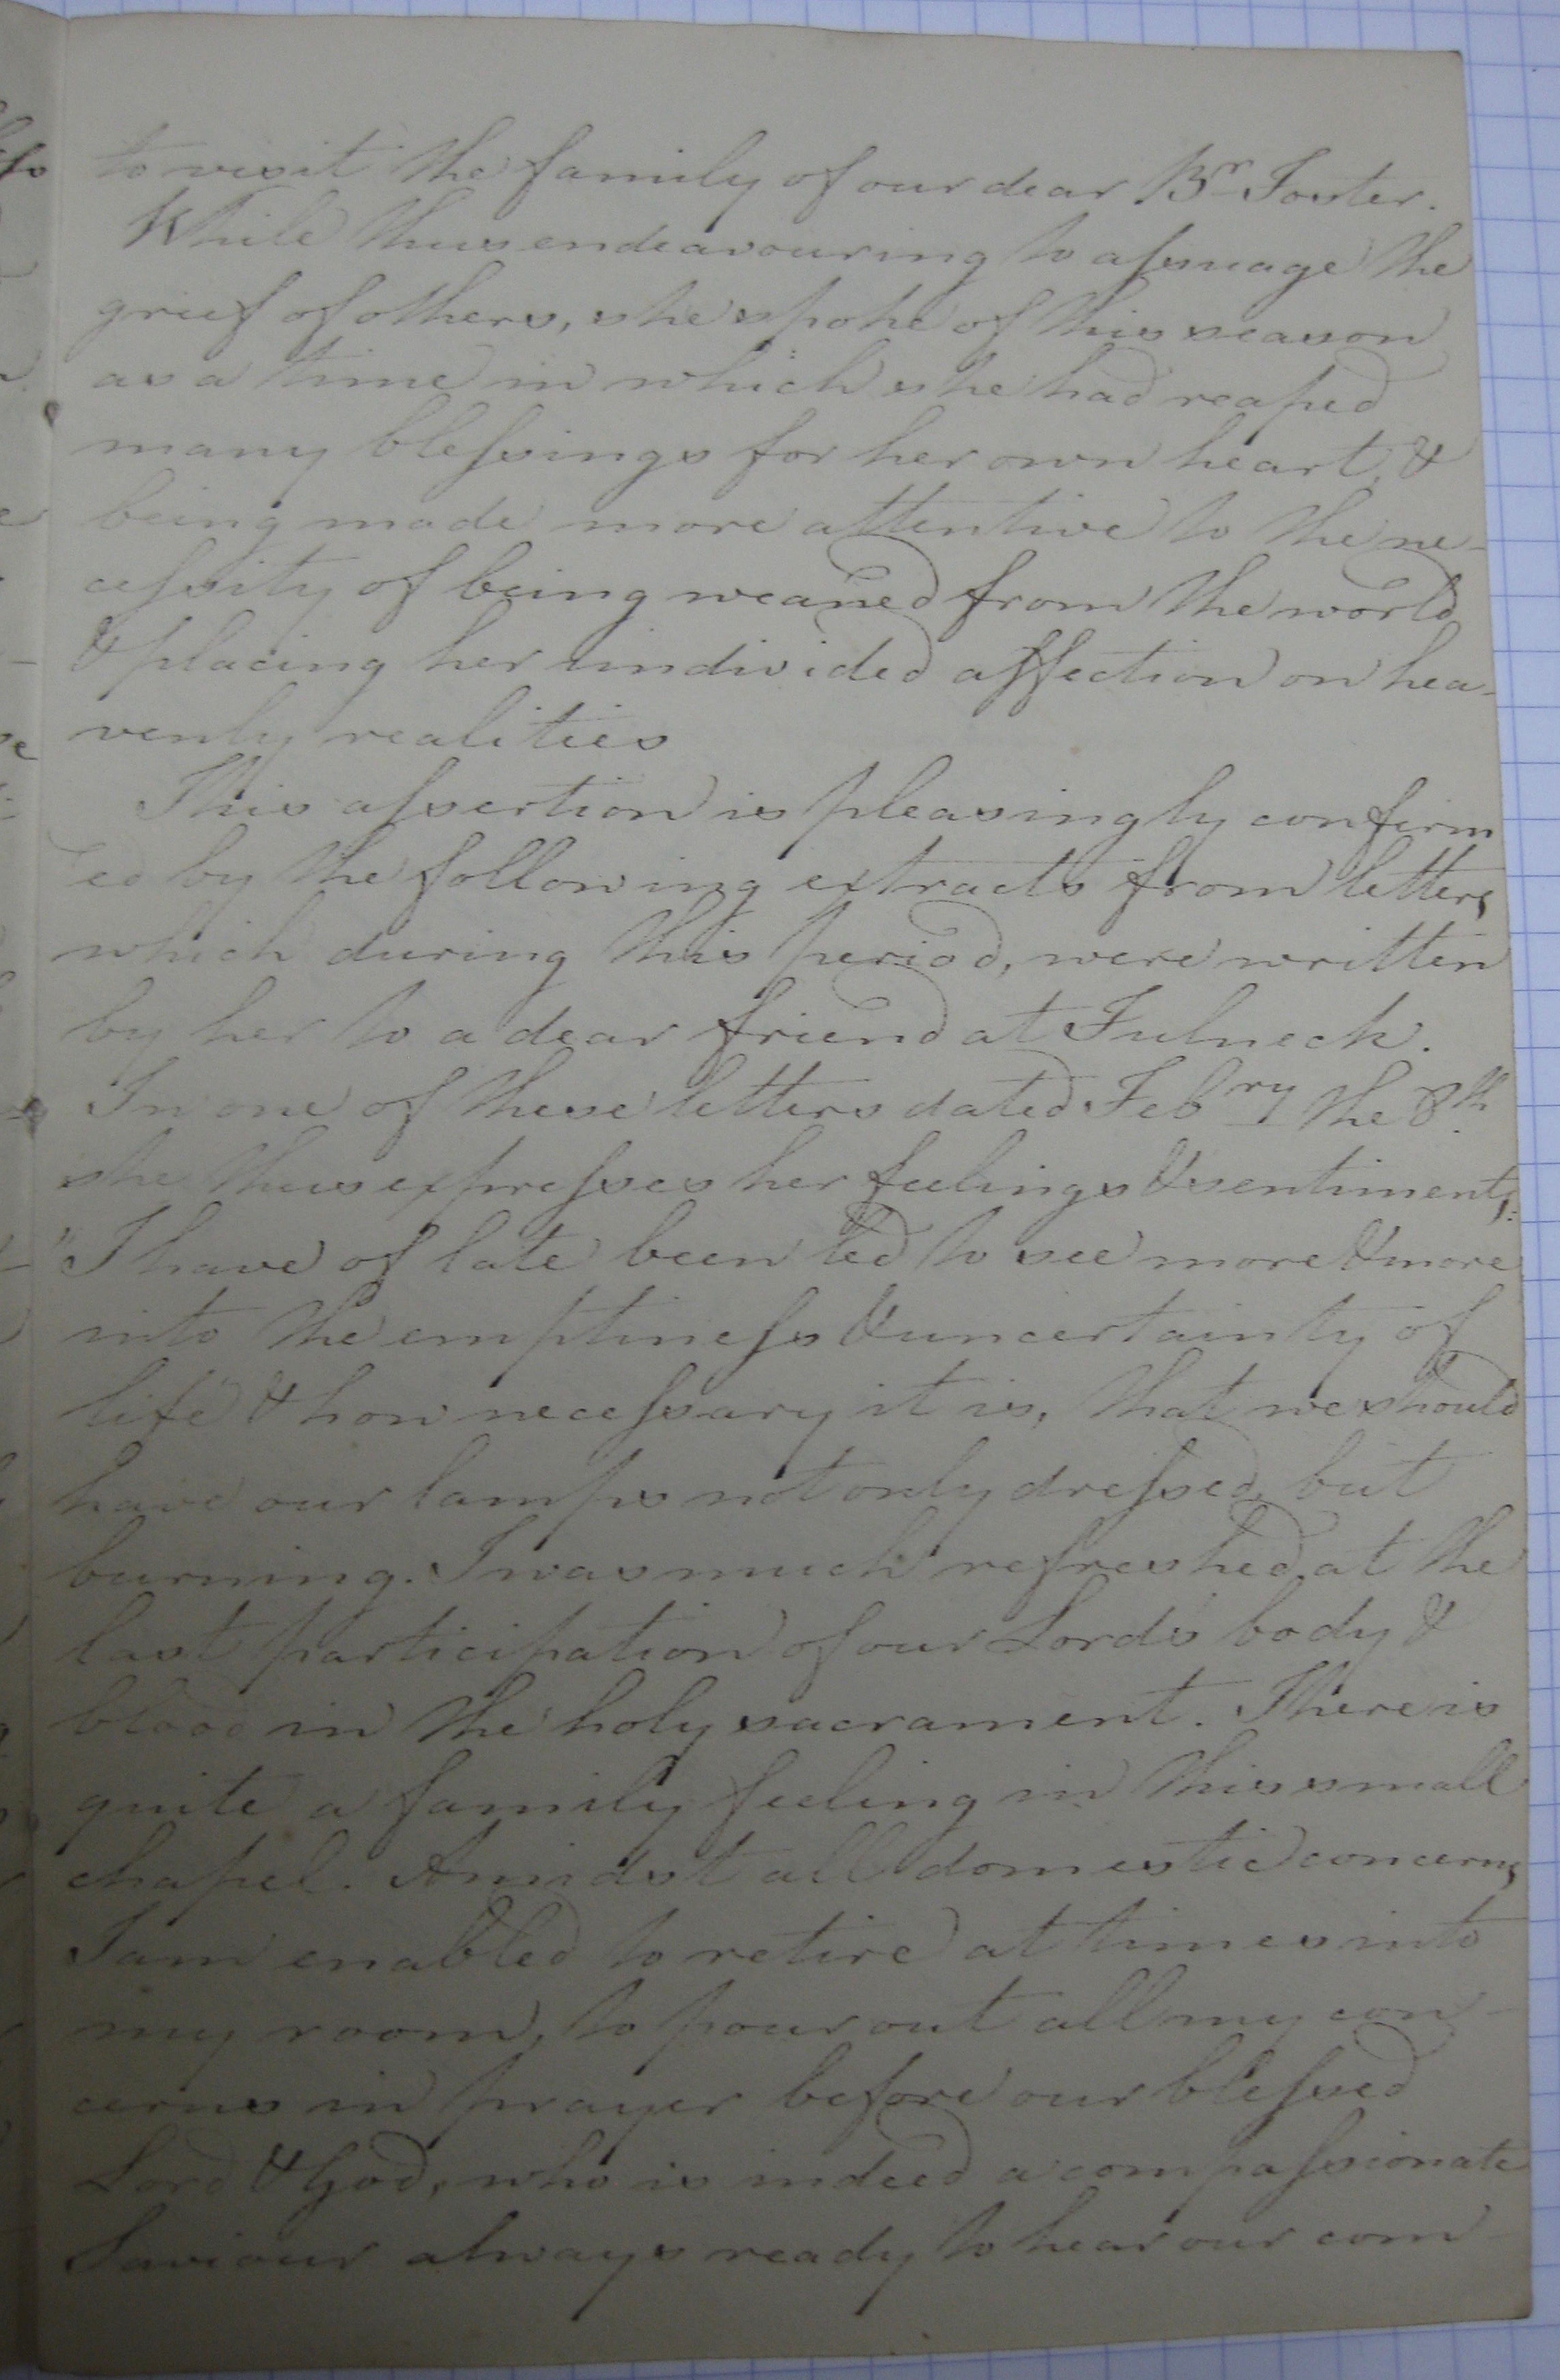 to visit the family of our dear Br Foster.
While thus endeavouring to assuage the
grief of others, she spoke of this season
as a time in which she had reaped
many blessings for her own heart, &
being made more attentive to the ne-
cessity of being weaned from the world
& placing her undivided affection on hea-
venly realities
This assertion is pleasingly confirm
ed by the following extracts from letters
which during this period, were written
by her to a dear friend at Fulneck.
In one of these letters dated Febry the 8th
she thus expresses her feelings & sentiments:
"I have of late been led to see more & more
into the emptiness & uncertainty of
life & how necessary it is, that we should
have our lamps not only dressed, but
burning. I was much refreshed at the
last participation of our Lord's body &
blood in the holy sacrament. There is
quite a family feeling in this small
chapel. Amidst all domestic concerns
I am enabled to retire at times into
my room, to pour out all my con-
cerns in prayer before our blessed
Lord & God, who is indeed a compassionate
Saviour always ready to hear our com-